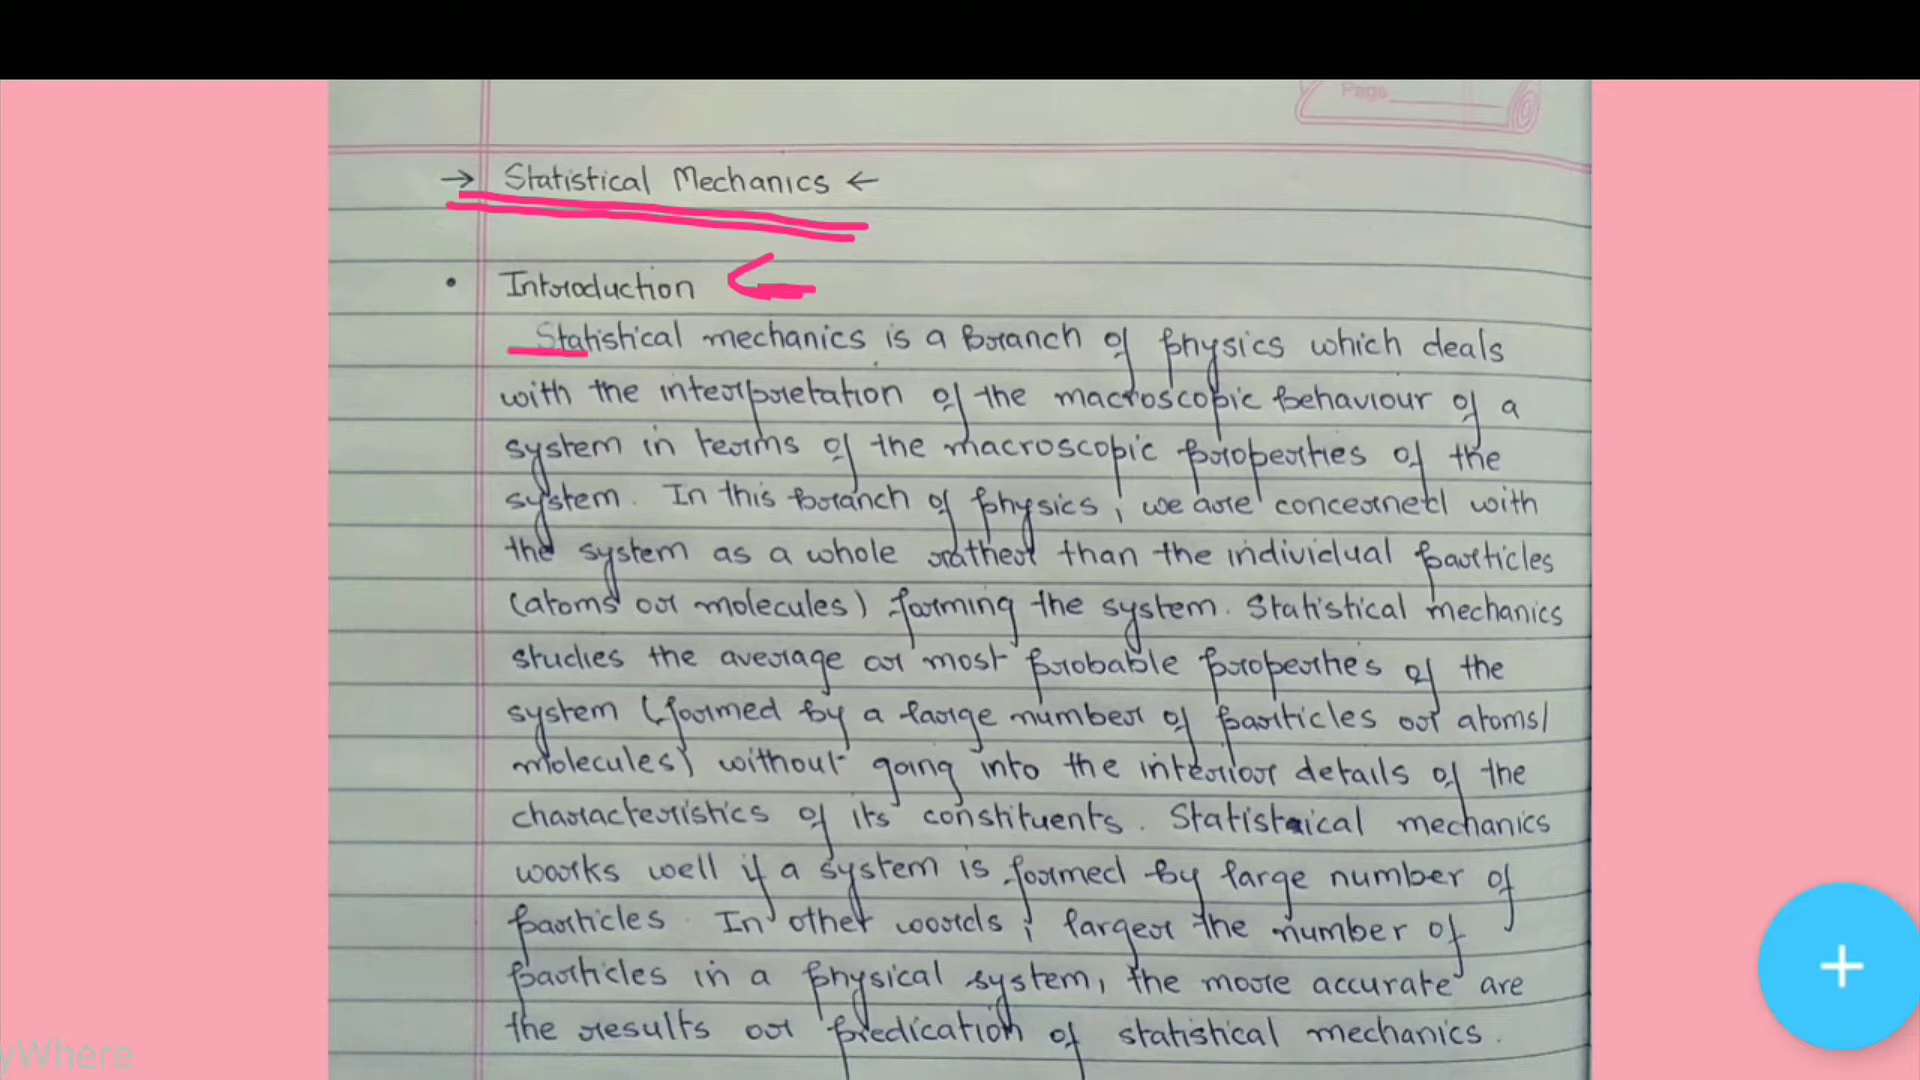 Page
→ Statistical Mechanics ←
• Introduction
Statistical mechanics is a Branch of physics which deals
with the interpretation of the macroscopic behaviour of a
system in terms of the macroscopic properties of the
system. In this branch of physics, we are concerned with
the system as a whole rather than the individual particles
(atoms or molecules) forming the system. Statistical mechanics
studies the average or most probable properties of the
system (formed by a large number of particles or atoms/
molecules) without going into the interior details of the
characteristics of its constituents. Statistaical mechanics
works well if a system is formed by large number of
particles. In other words; larger the number of
particles in a physical system, the more accurate are
the results or predication of statistical mechanics.
yWhere